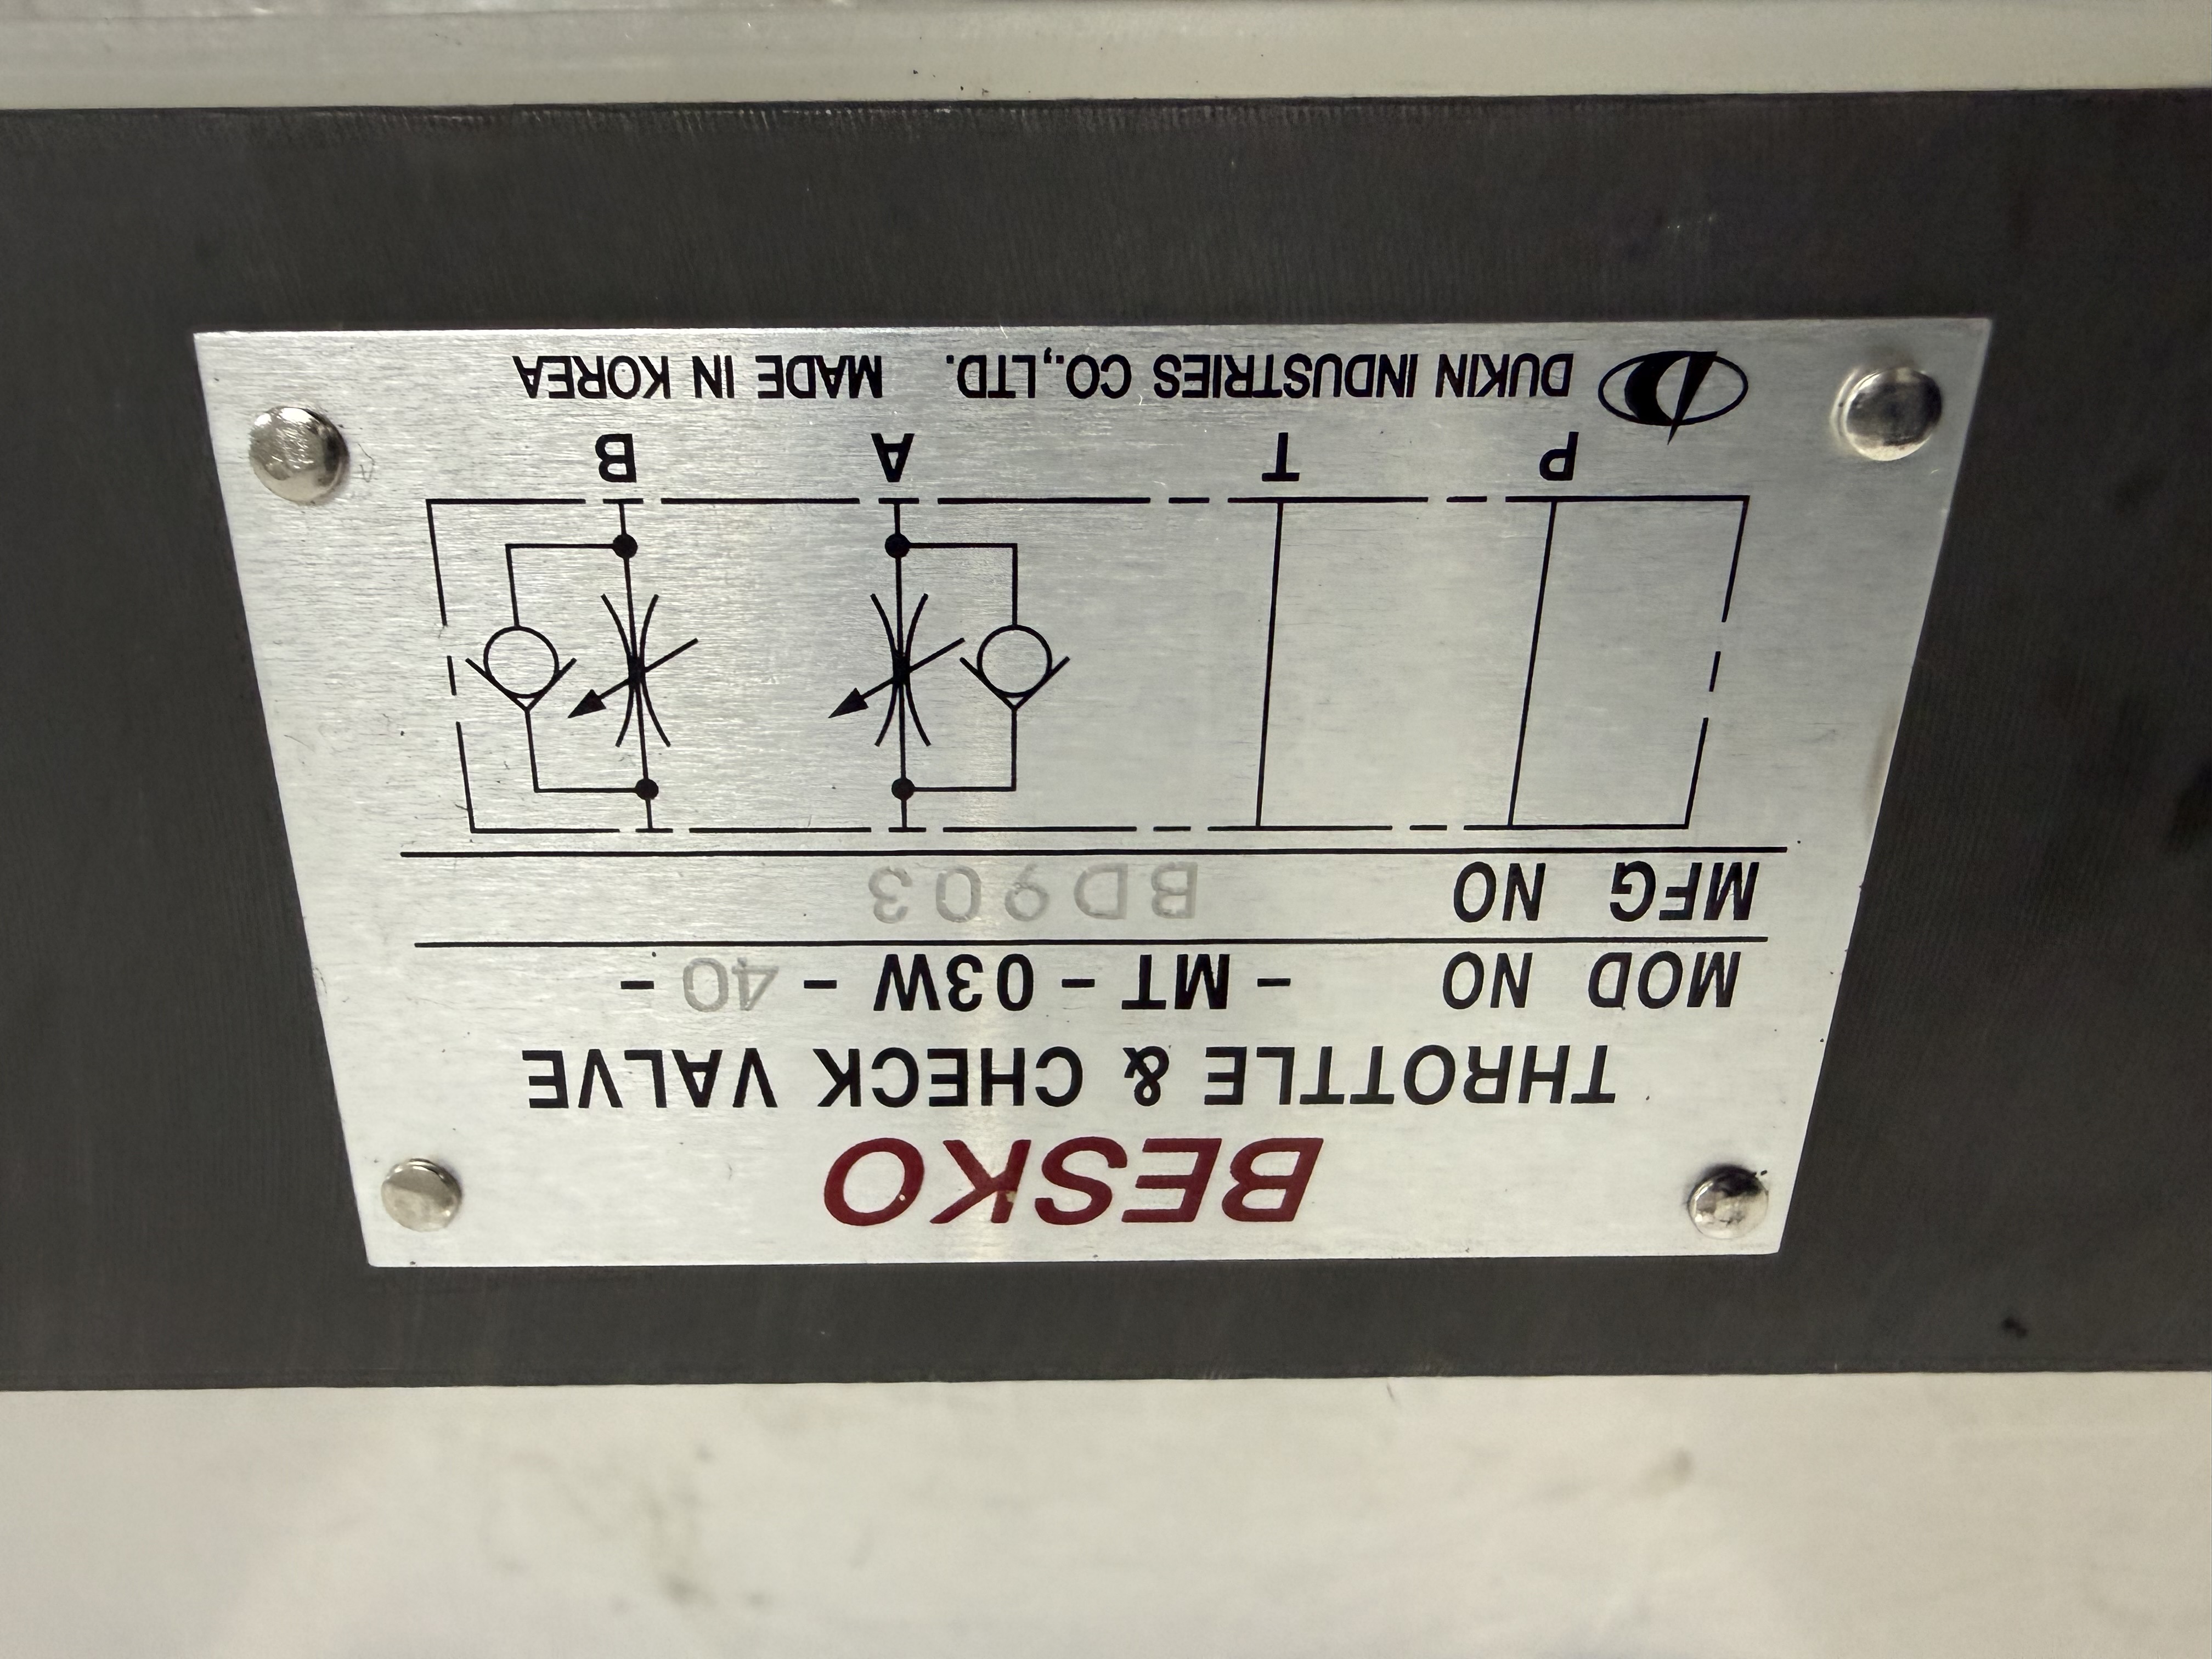 BESKO
THROTTLE & CHECK VALVE
MOD NO - MT - 03W - 40 -
MFG NO BD903
P T A B
DUKIN INDUSTRIES CO.,LTD. MADE IN KOREA